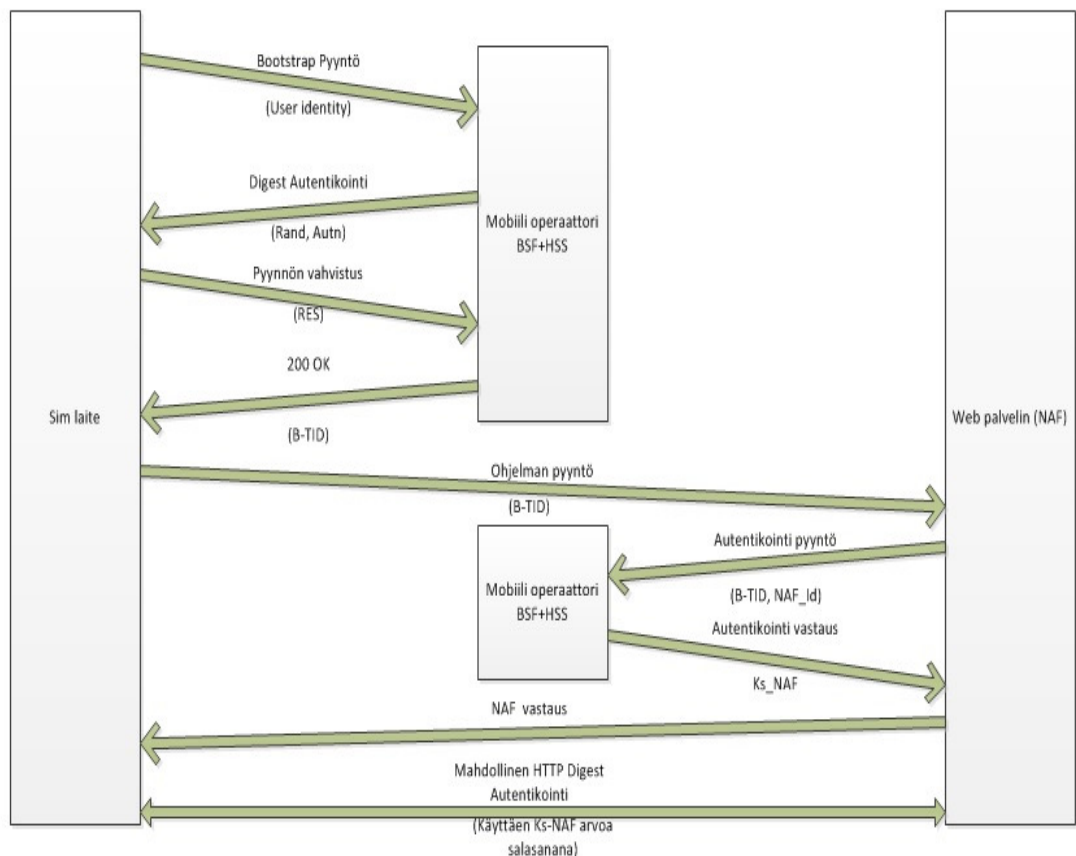 Bootstrap Pyyntö
(User identity)
Digest Autentikointi
(Rand, Autn)
Mobiili operaattori
BSF+HSS
Pyynnön vahvistus
(RES)
200 OK
(B-TID)
Sim laite
Web palvelin (NAF)
Ohjelman pyyntö
(B-TID)
Autentikointi pyyntö
(B-TID, NAF_Id)
Mobiili operaattori
BSF+HSS
Autentikointi vastaus
Ks_NAF
NAF vastaus
Mahdollinen HTTP Digest
Autentikointi
(Käyttäen Ks-NAF arvoa
salasanana)